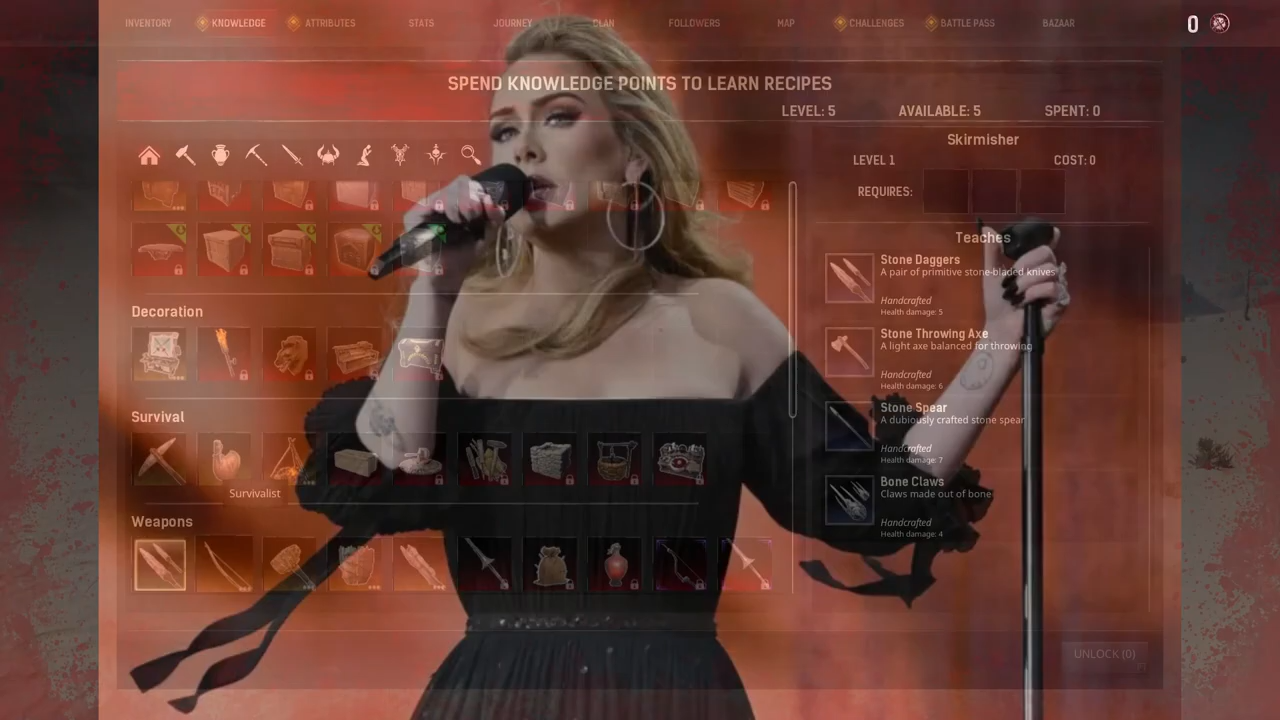 INVENTORY
KNOWLEDGE
ATTRIBUTES
STATS
JOURNEY
CLAN
FOLLOWERS
MAP
CHALLENGES
BATTLE PASS
BAZAAR
0
SPEND KNOWLEDGE POINTS TO LEARN RECIPES
LEVEL: 5
AVAILABLE: 5
SPENT: 0
Skirmisher
LEVEL 1
COST: 0
REQUIRES:
Teaches
Stone Daggers
A pair of primitive stone-bladed knives
Handcrafted
Health damage: 5
Stone Throwing Axe
A light axe balanced for throwing
Handcrafted
Health damage: 6
Stone Spear
A dubiously crafted stone spear
Handcrafted
Health damage: 7
Bone Claws
Claws made out of bone
Handcrafted
Health damage: 4
Decoration
Survival
Survivalist
Weapons
UNLOCK (0)